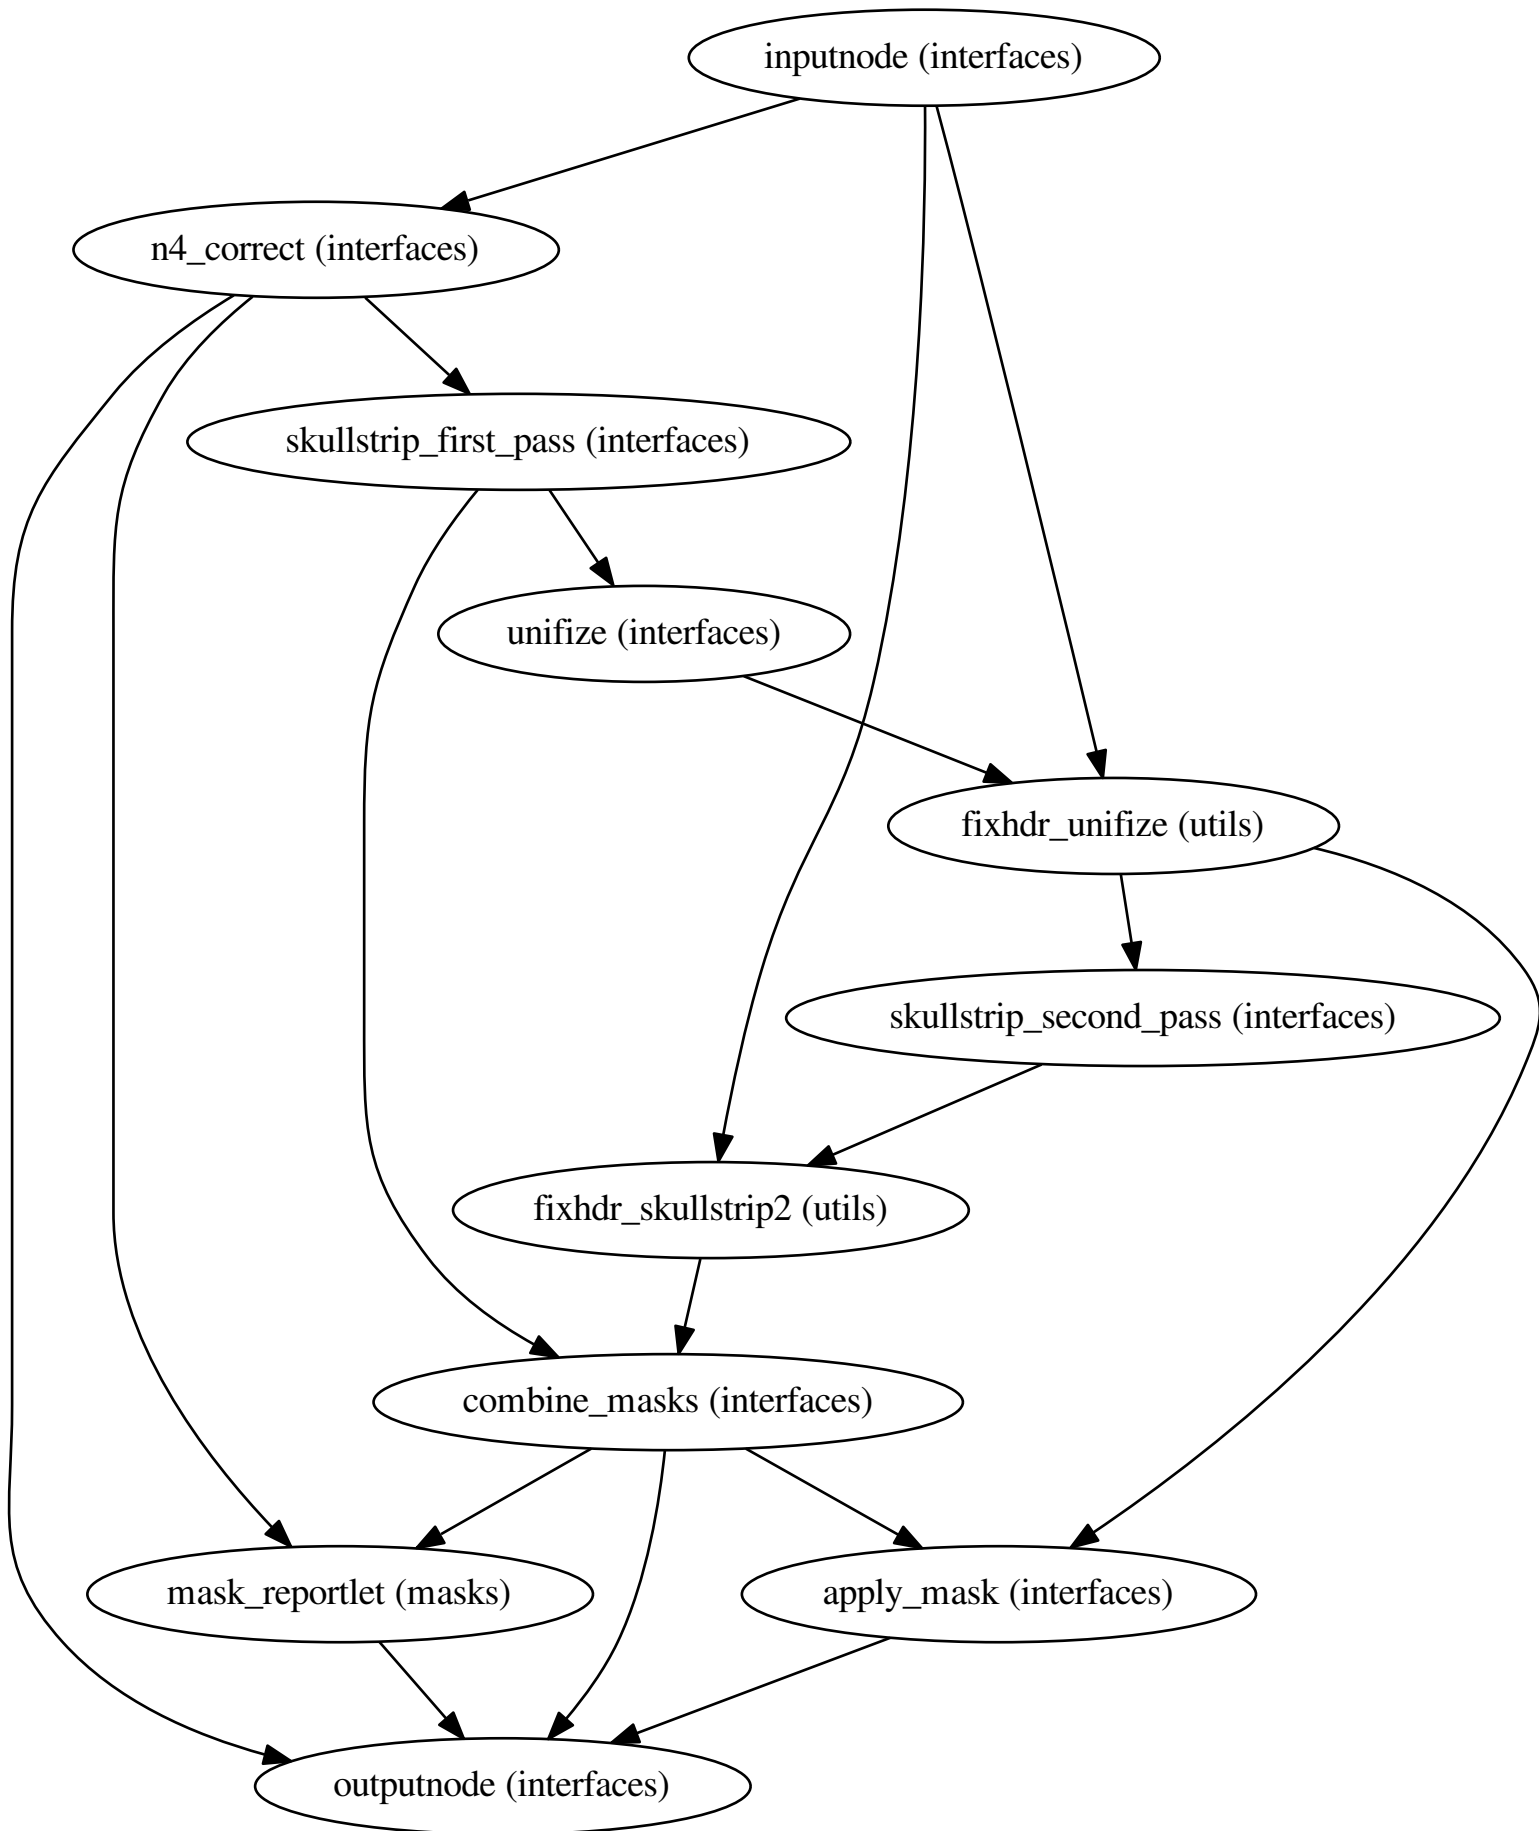 inputnode (interfaces)
n4_correct (interfaces)
skullstrip_first_pass (interfaces)
unifize (interfaces)
fixhdr_unifize (utils)
skullstrip_second_pass (interfaces)
fixhdr_skullstrip2 (utils)
combine_masks (interfaces)
mask_reportlet (masks)
apply_mask (interfaces)
outputnode (interfaces)